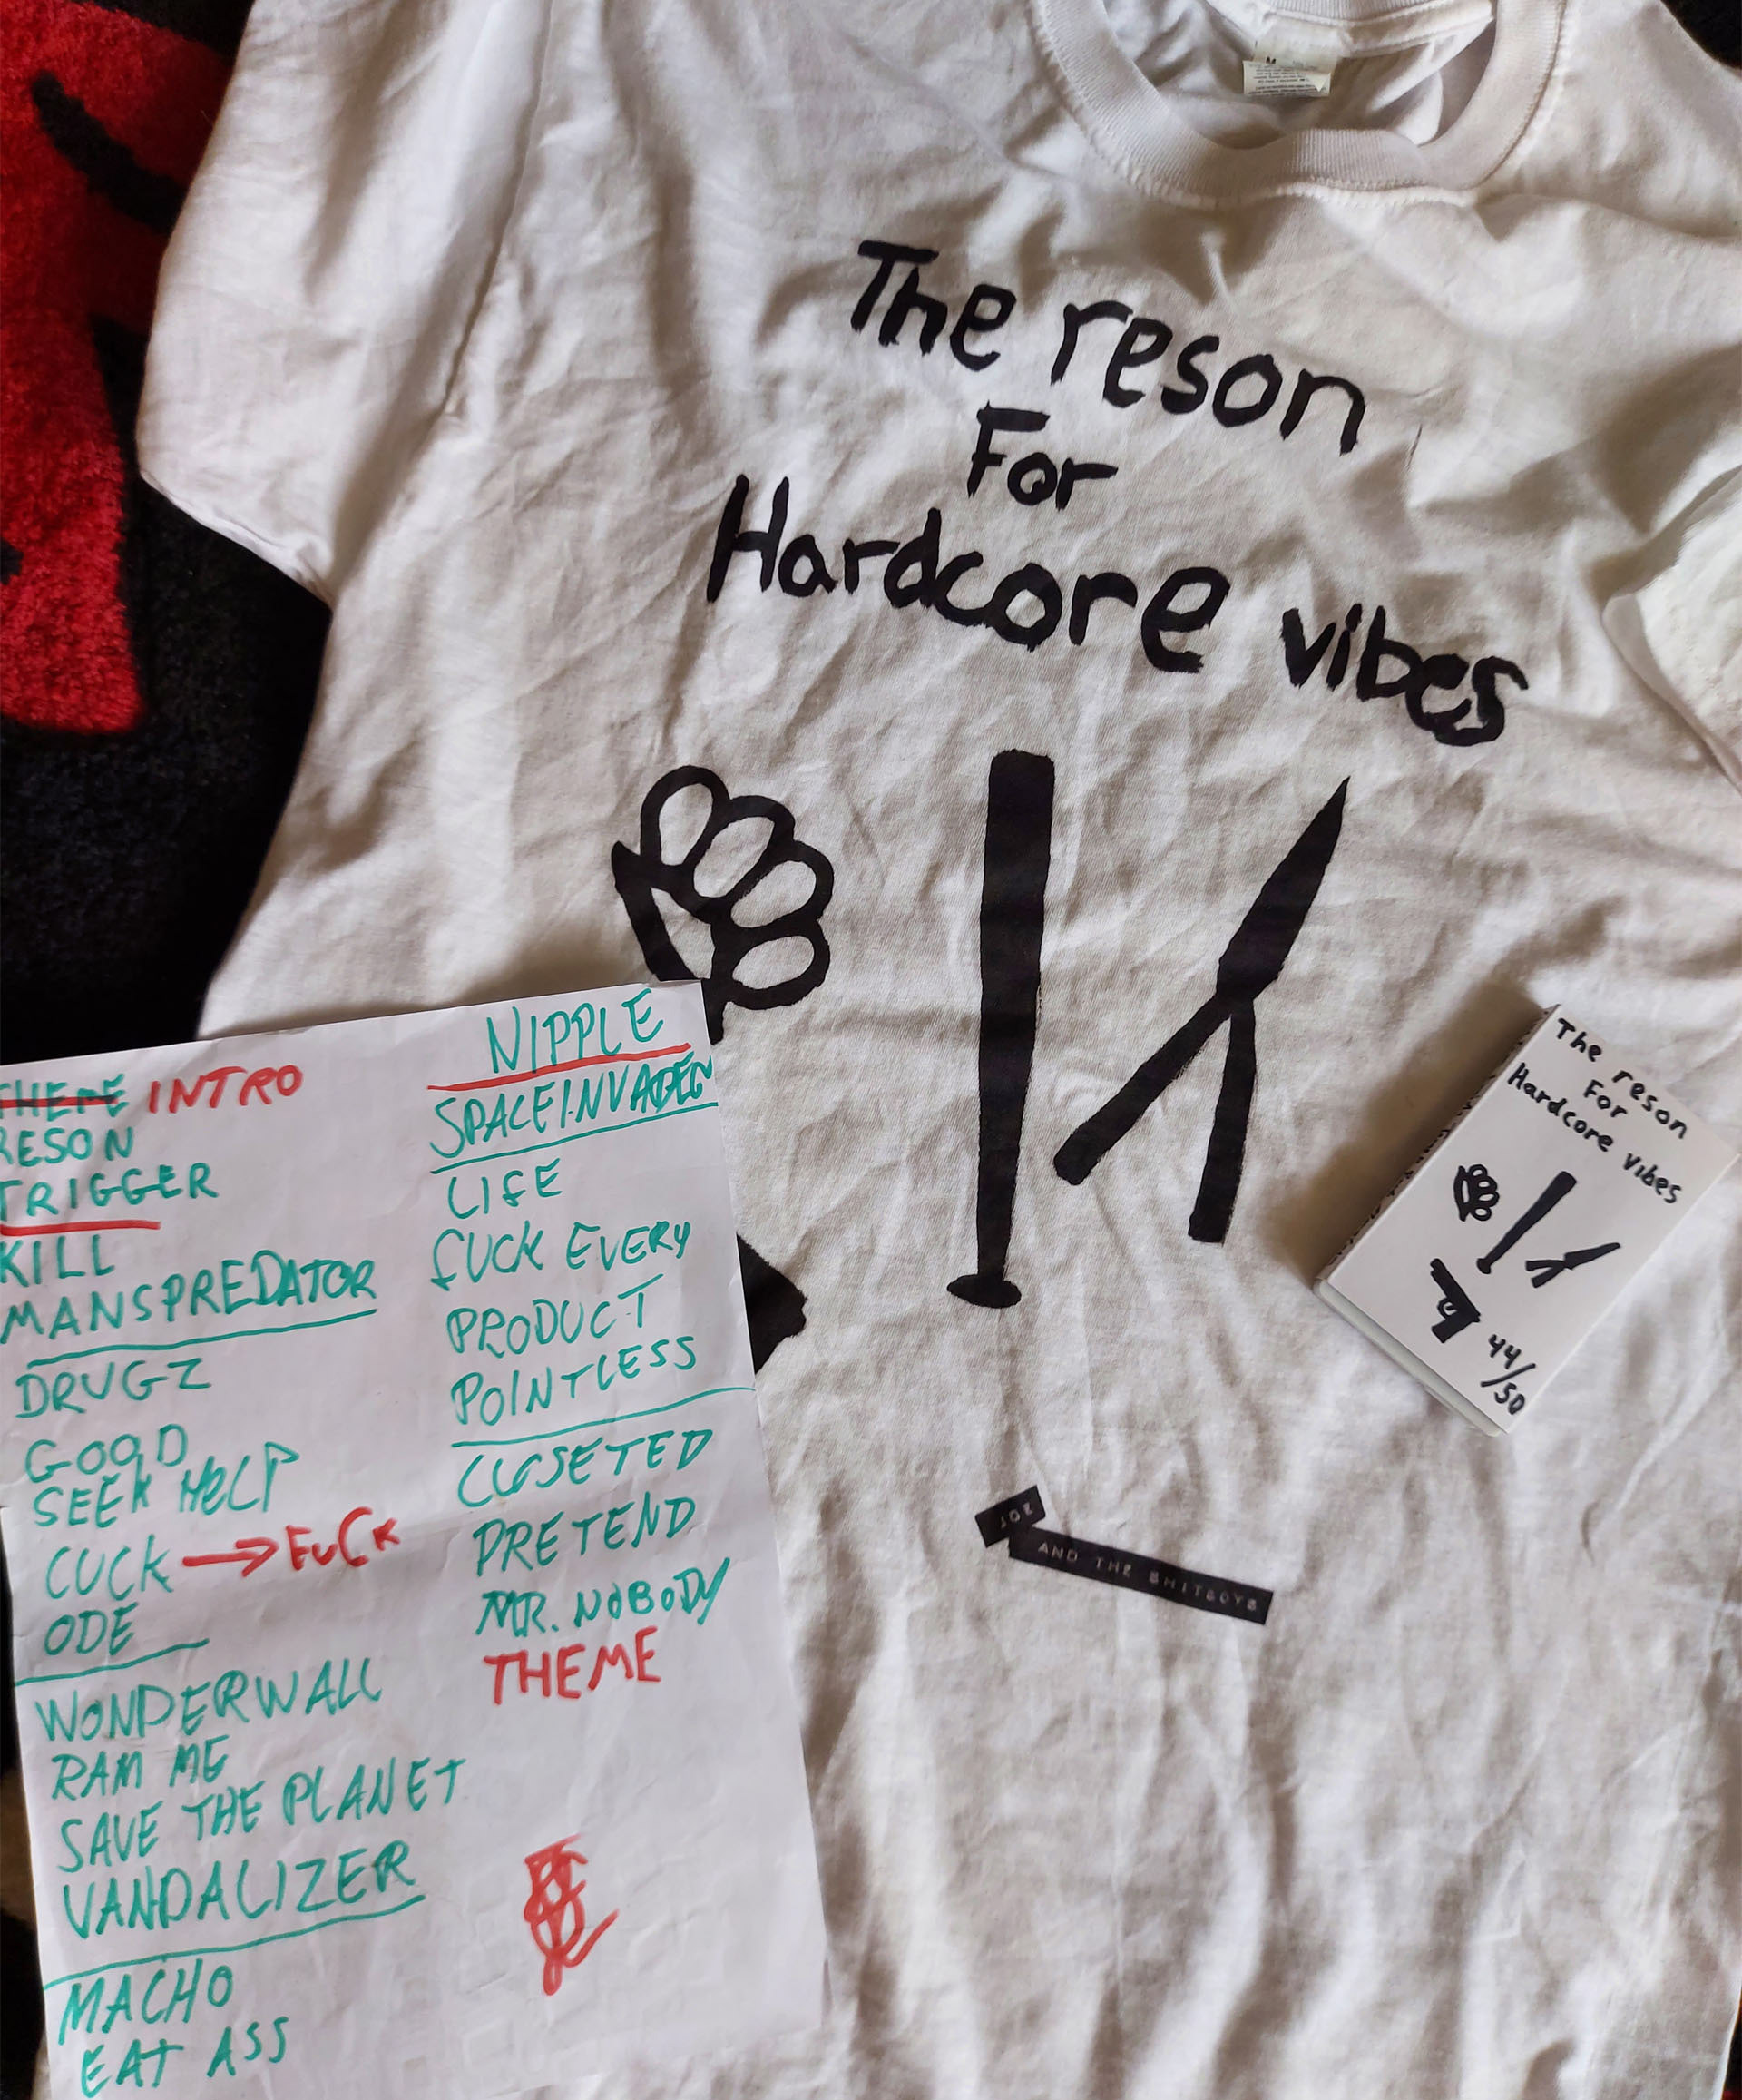 The reson
For
Hardcore vibes
JOE
AND THE SHITBOYS
THEME INTRO
RESON
TRIGGER
KILL
MANSPREDATOR
DRUGZ
GOOD
SEEK HELP
CUCK → FUCK
ODE
WONDERWALL
RAM ME
SAVE THE PLANET
VANDALIZER
MACHO
EAT ASS
NIPPLE
SPACEINVADER
LIFE
FUCK EVERY
PRODUCT
POINTLESS
CLOSETED
PRETEND
MR. NOBODY
THEME
The reson
For
Hardcore vibes
44/50